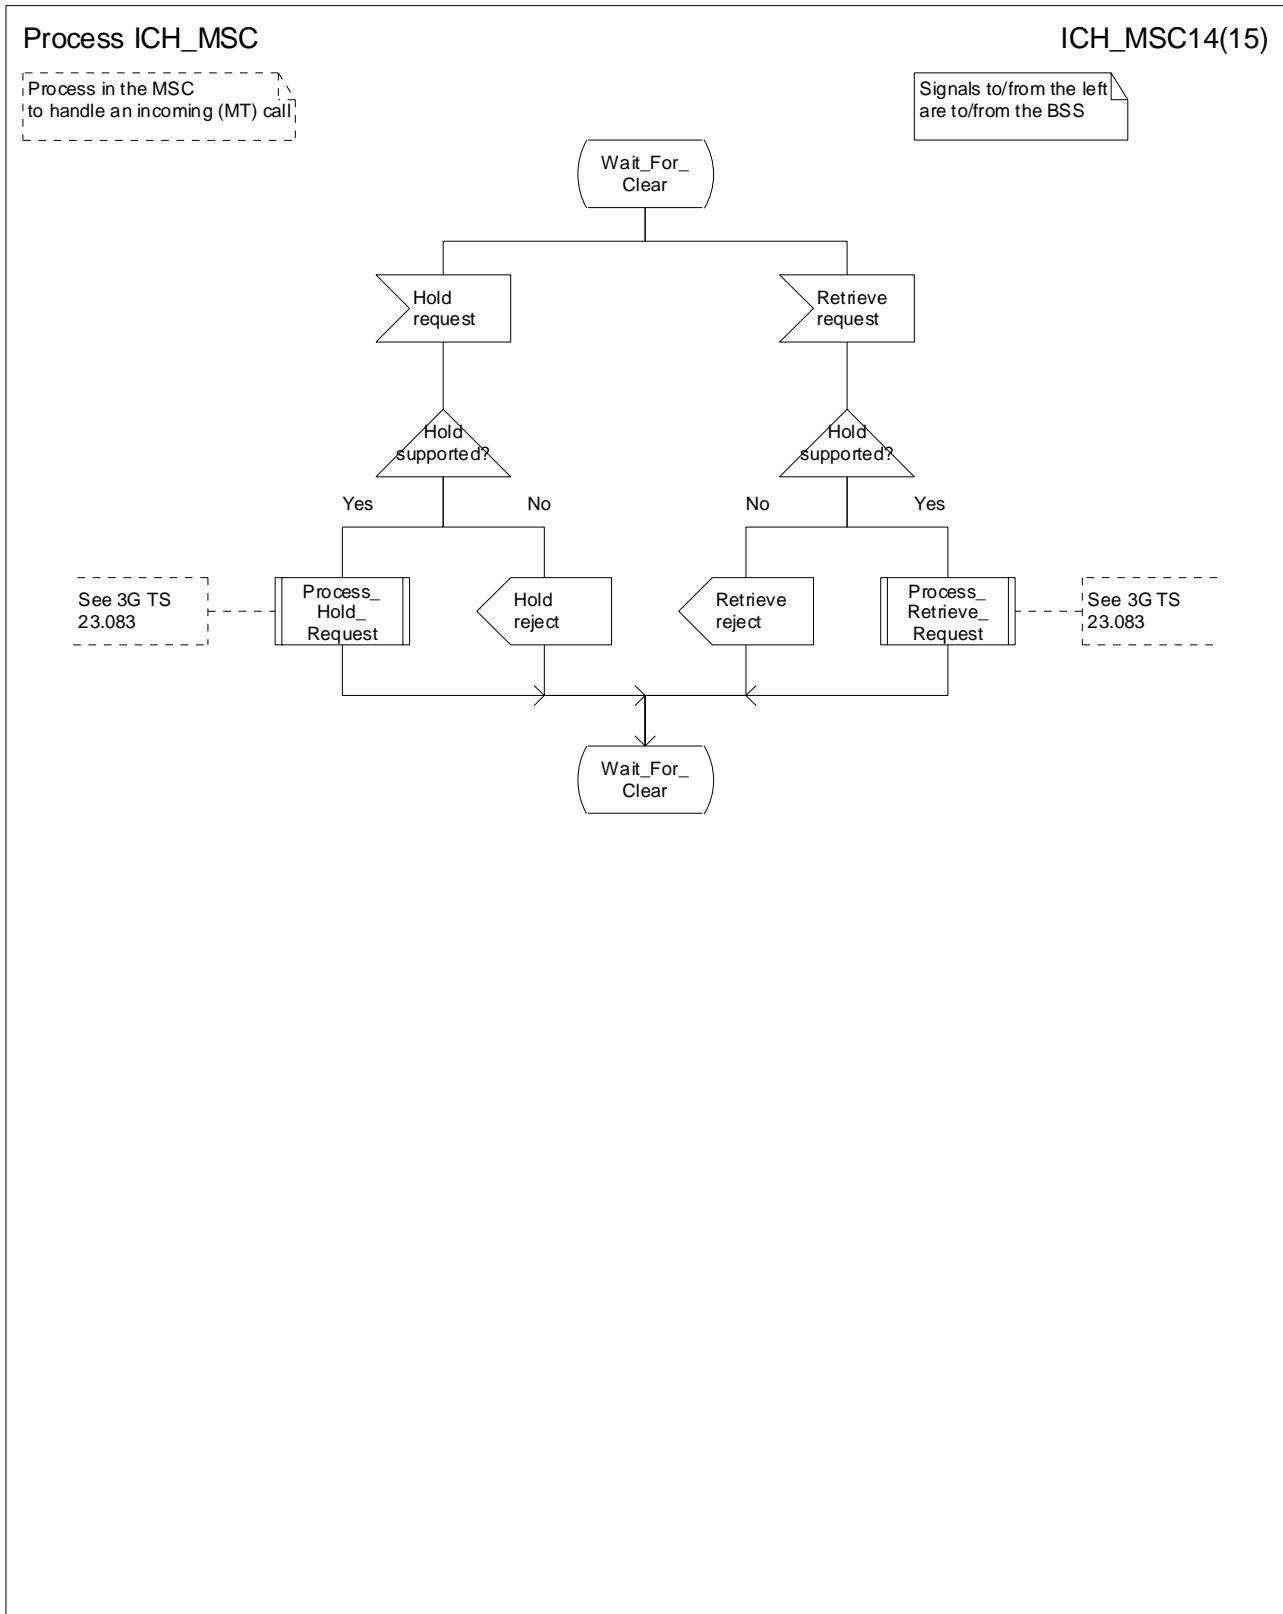 Process ICH_MSC
ICH_MSC14(15)
Process in the MSC
to handle an incoming (MT) call
Signals to/from the left
are to/from the BSS
Wait_For_
Clear
Hold
request
Retrieve
request
Hold
supported?
Hold
supported?
Yes
No
No
Yes
See 3G TS
23.083
Process_
Hold_
Request
Hold
reject
Retrieve
reject
Process_
Retrieve_
Request
See 3G TS
23.083
Wait_For_
Clear